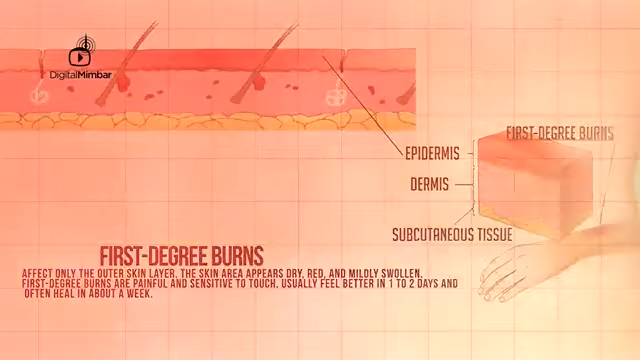 DigitalMimbar
FIRST-DEGREE BURNS
EPIDERMIS
DERMIS
SUBCUTANEOUS TISSUE
FIRST-DEGREE BURNS
AFFECT ONLY THE OUTER SKIN LAYER. THE SKIN AREA APPEARS DRY, RED, AND MILDLY SWOLLEN.
FIRST-DEGREE BURNS ARE PAINFUL AND SENSITIVE TO TOUCH. USUALLY FEEL BETTER IN 1 TO 2 DAYS AND
OFTEN HEAL IN ABOUT A WEEK.